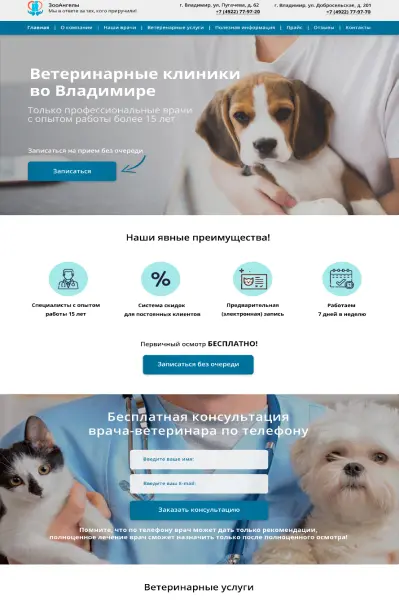 ЗооАнгелы
Мы в ответе за тех, кого приручили!
г. Владимир, ул. Пугачева, д. 62
+7 (4922) 77-97-20
г. Владимир, ул. Добросельская, д. 201
+7 (4922) 77-97-70
Главная | О компании | Наши врачи | Ветеренарные услуги | Полезная информация | Прайс | Отзывы | Контакты
Ветеринарные клиники
во Владимире
Только профессиональные врачи
с опытом работы более 15 лет
Записаться на прием без очереди
Записаться
Наши явные преимущества!
Специалисты с опытом
работы 15 лет
Система скидок
для постоянных клиентов
Предварительная
(электронная) запись
Работаем
7 дней в неделю
Первичный осмотр БЕСПЛАТНО!
Записаться без очереди
Бесплатная консультация
врача-ветеринара по телефону
Введите ваше имя:
Введите ваш E-mail:
Заказать консультацию
Помните, что по телефону врач может дать только рекомендации,
полноценное лечение врач сможет назначить только после полноценного осмотра!
Ветеринарные услуги